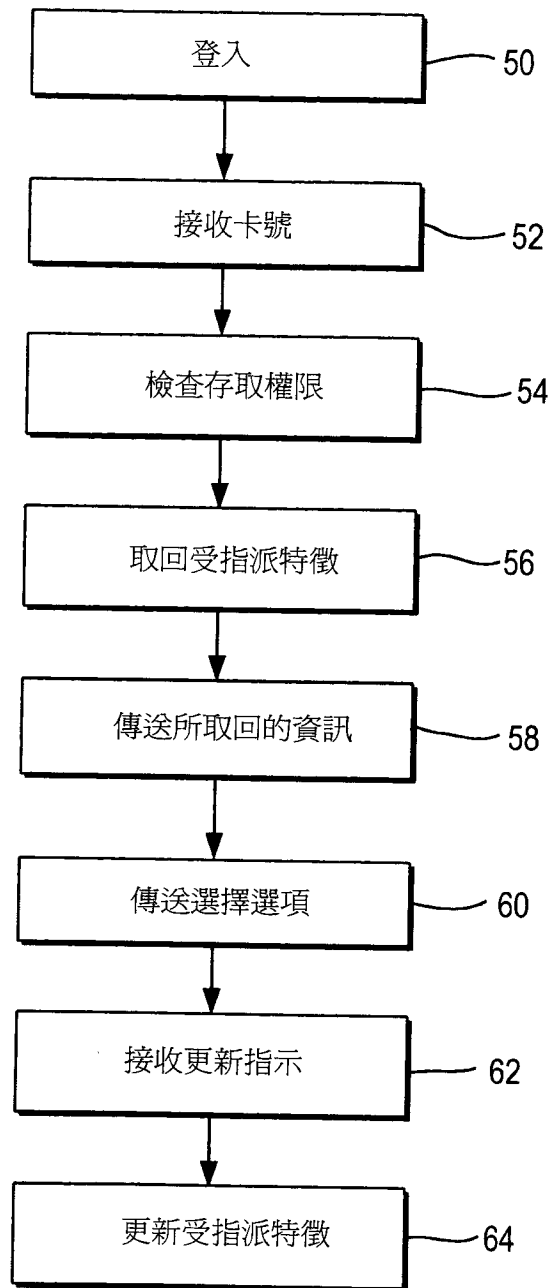 登入
50
接收卡號
52
檢查存取權限
54
取回受指派特徵
56
傳送所取回的資訊
58
傳送選擇選項
60
接收更新指示
62
更新受指派特徵
64